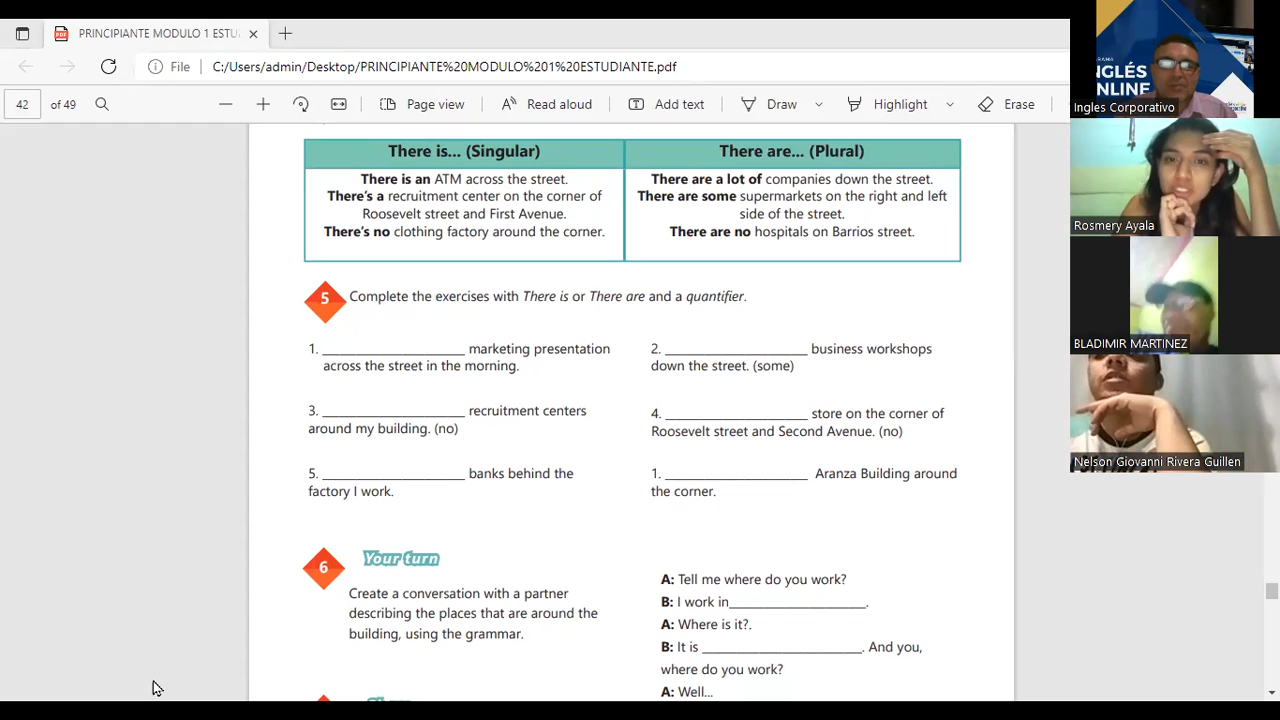 PRINCIPIANTE MODULO 1 ESTU
File
C:/Users/admin/Desktop/PRINCIPIANTE%20MODULO%201%20ESTUDIANTE.pdf
42 of 49
Page view
Read aloud
Add text
Draw
Highlight
Erase
There is... (Singular)
There is an ATM across the street.
There's a recruitment center on the corner of
Roosevelt street and First Avenue.
There's no clothing factory around the corner.
There are... (Plural)
There are a lot of companies down the street.
There are some supermarkets on the right and left
side of the street.
There are no hospitals on Barrios street.
5 Complete the exercises with There is or There are and a quantifier.
1. ____________________ marketing presentation
across the street in the morning.
2. ____________________ business workshops
down the street. (some)
3. ____________________ recruitment centers
around my building. (no)
4. ____________________ store on the corner of
Roosevelt street and Second Avenue. (no)
5. ____________________ banks behind the
factory I work.
1. ____________________ Aranza Building around
the corner.
6 Your turn
Create a conversation with a partner
describing the places that are around the
building, using the grammar.
A: Tell me where do you work?
B: I work in____________________.
A: Where is it?.
B: It is ______________________. And you,
where do you work?
A: Well...
INGLÉS
ONLINE
Ingles Corporativo
Rosmery Ayala
BLADIMIR MARTINEZ
Nelson Giovanni Rivera Guillen